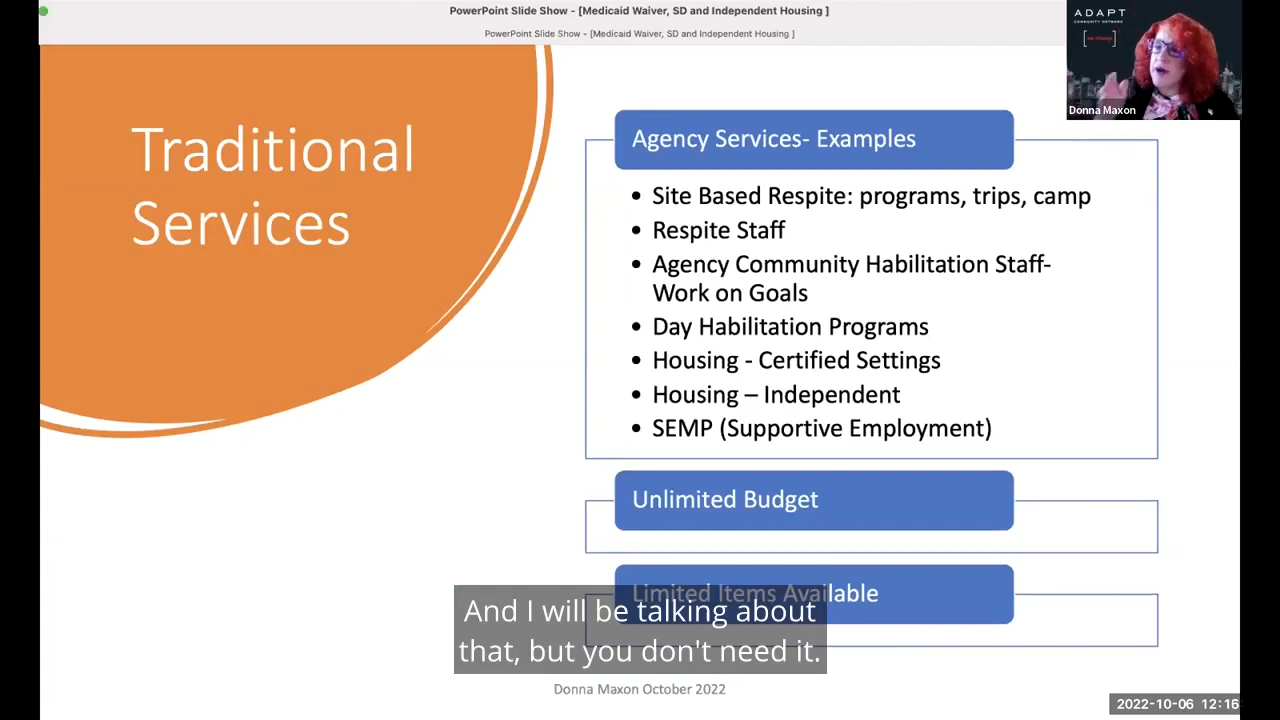 PowerPoint Slide Show - [Medicaid Waiver, SD and Independent Housing ]
PowerPoint Slide Show - [Medicaid Waiver, SD and Independent Housing ]
ADAPT
COMMUNITY NETWORK
Donna Maxon
Traditional
Services
Agency Services- Examples
• Site Based Respite: programs, trips, camp
• Respite Staff
• Agency Community Habilitation Staff-
Work on Goals
• Day Habilitation Programs
• Housing - Certified Settings
• Housing – Independent
• SEMP (Supportive Employment)
Unlimited Budget
Limited Items Available
And I will be talking about
that, but you don't need it.
Donna Maxon October 2022
2022-10-06 12:16